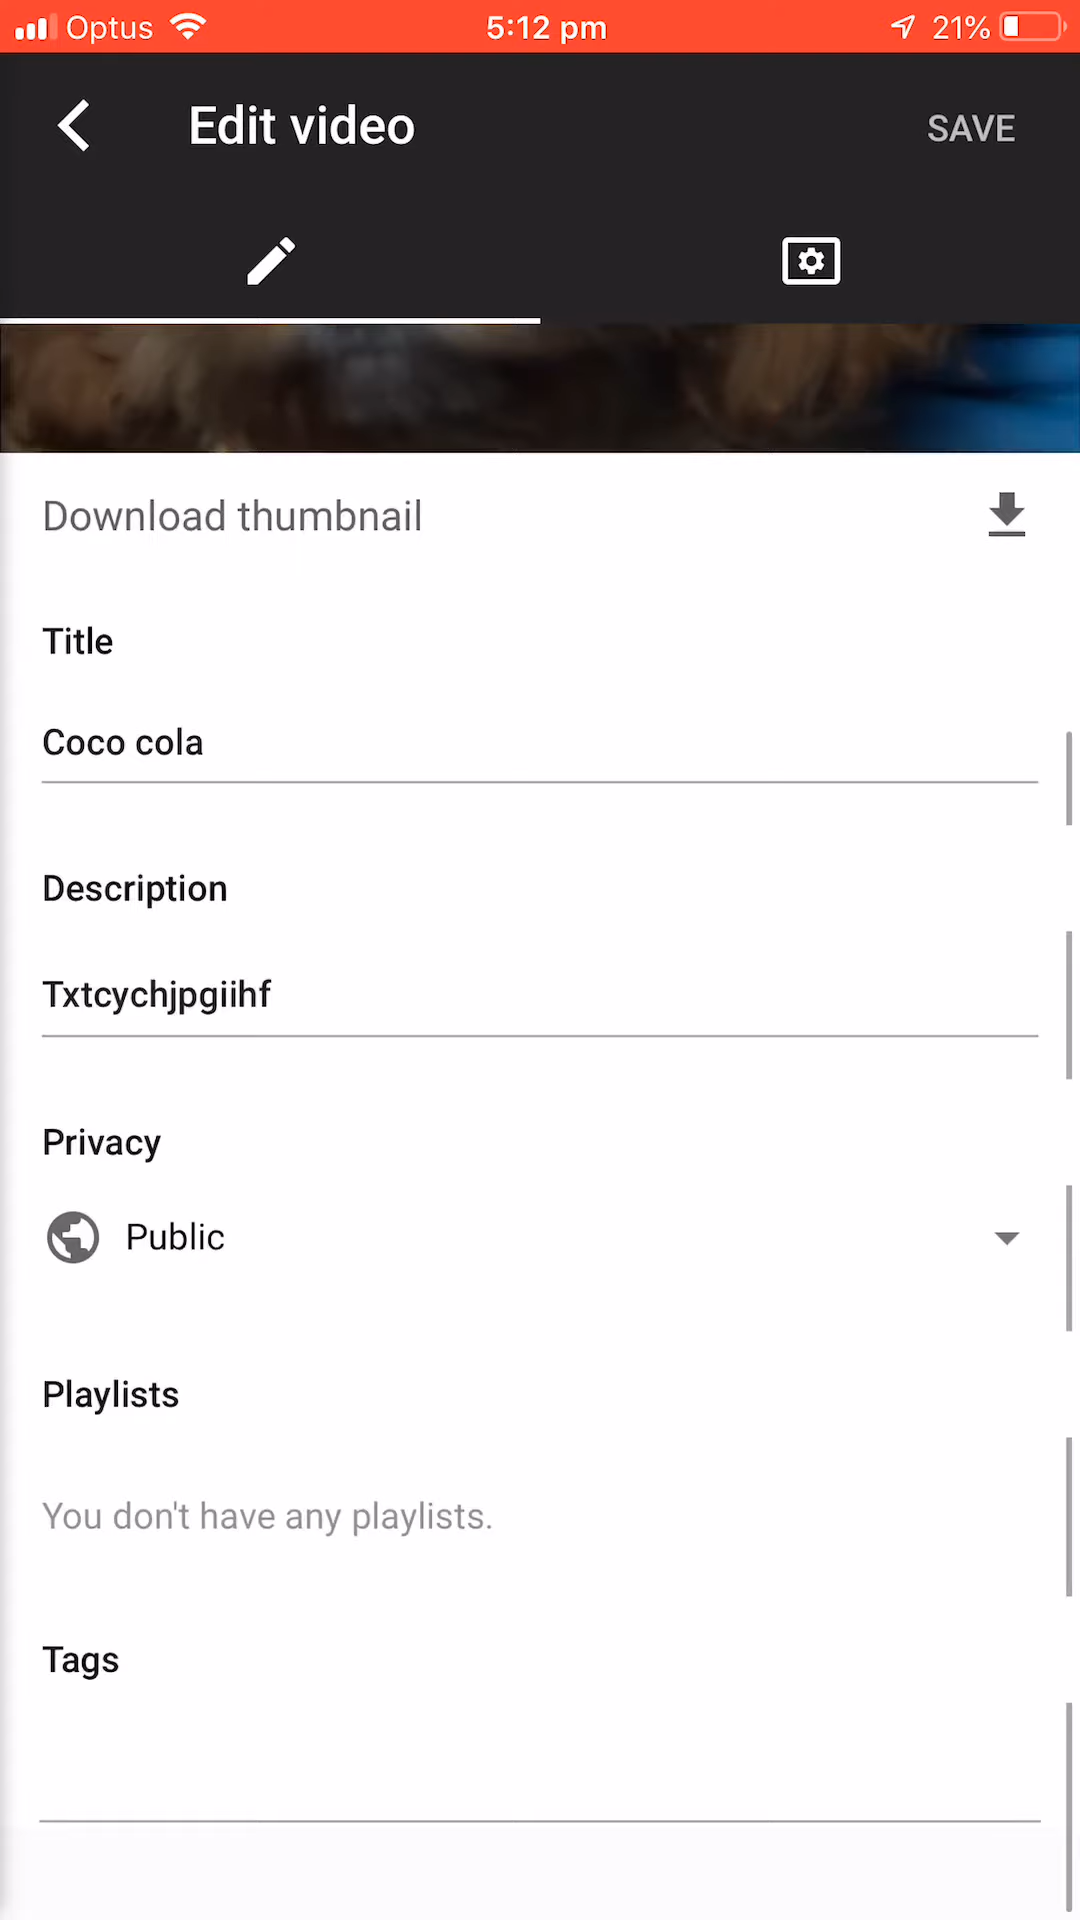 Optus 5:12 pm 21%
Edit video SAVE
Download thumbnail
Title
Coco cola
Description
Txtcychjpgiihf
Privacy
Public
Playlists
You don't have any playlists.
Tags